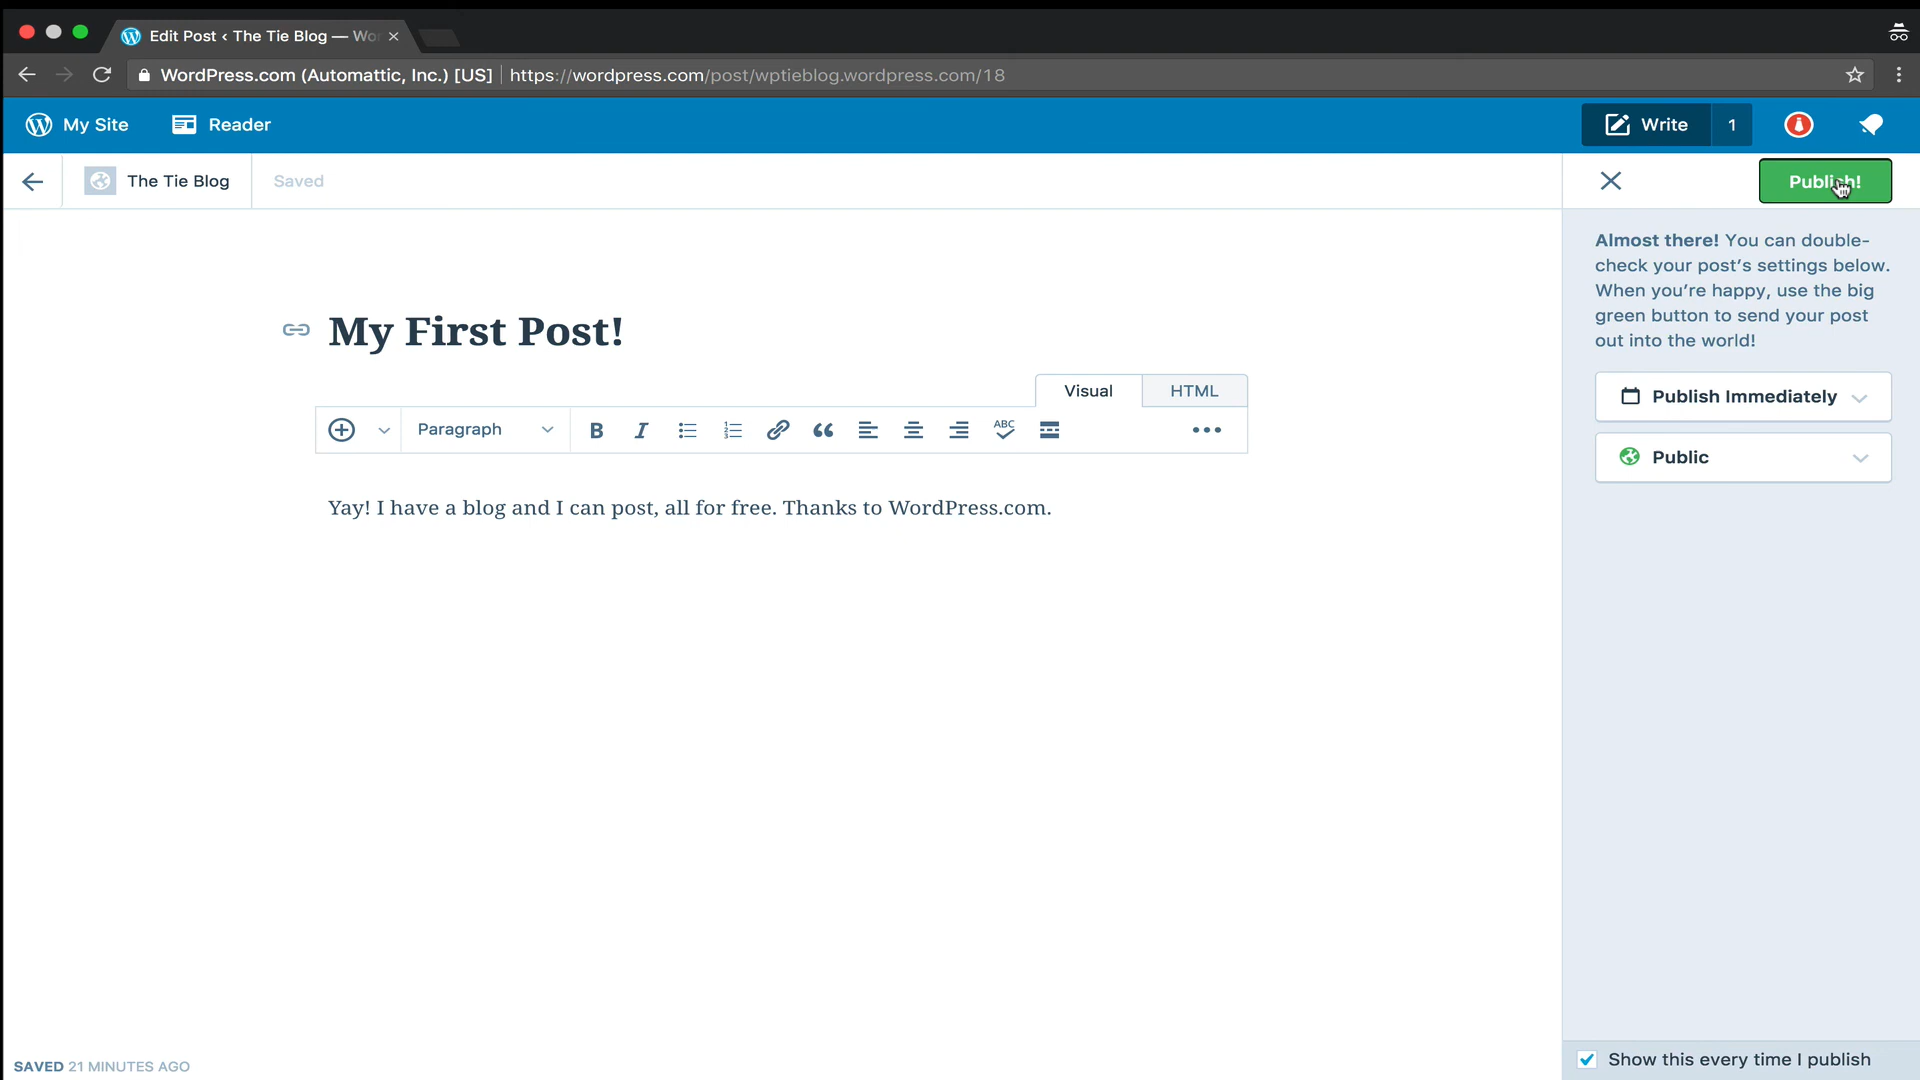 Edit Post ‹ The Tie Blog — Wo
WordPress.com (Automattic, Inc.) [US] https://wordpress.com/post/wptieblog.wordpress.com/18
My Site Reader Write 1
The Tie Blog Saved Publish!
Almost there! You can double-
check your post's settings below.
When you're happy, use the big
green button to send your post
out into the world!
My First Post!
Visual HTML
Publish Immediately
Paragraph B I ABC
Public
Yay! I have a blog and I can post, all for free. Thanks to WordPress.com.
SAVED 21 MINUTES AGO
Show this every time I publish